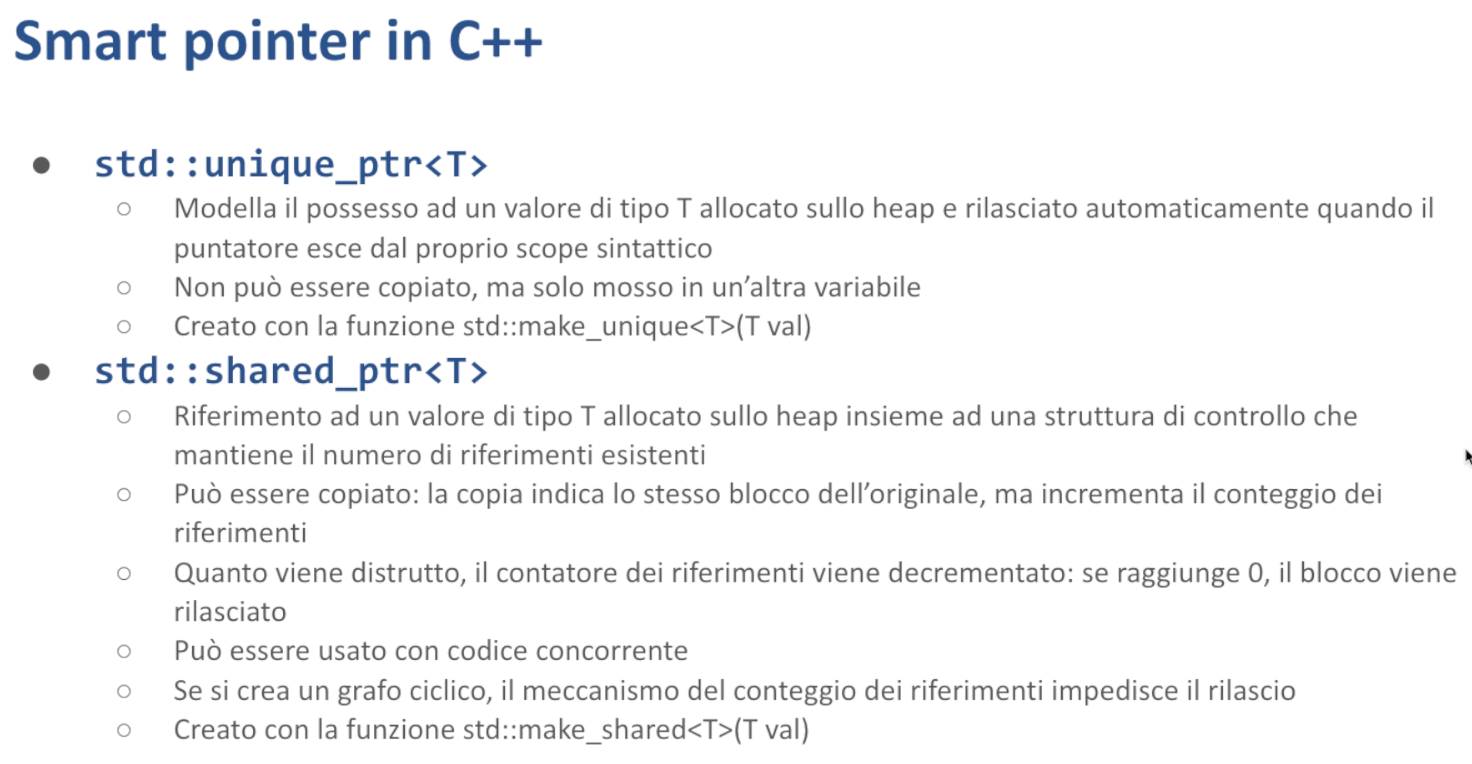 Smart pointer in C++
● std::unique_ptr<T>
○ Modella il possesso ad un valore di tipo T allocato sullo heap e rilasciato automaticamente quando il
puntatore esce dal proprio scope sintattico
○ Non può essere copiato, ma solo mosso in un’altra variabile
○ Creato con la funzione std::make_unique<T>(T val)
● std::shared_ptr<T>
○ Riferimento ad un valore di tipo T allocato sullo heap insieme ad una struttura di controllo che
mantiene il numero di riferimenti esistenti
○ Può essere copiato: la copia indica lo stesso blocco dell’originale, ma incrementa il conteggio dei
riferimenti
○ Quanto viene distrutto, il contatore dei riferimenti viene decrementato: se raggiunge 0, il blocco viene
rilasciato
○ Può essere usato con codice concorrente
○ Se si crea un grafo ciclico, il meccanismo del conteggio dei riferimenti impedisce il rilascio
○ Creato con la funzione std::make_shared<T>(T val)